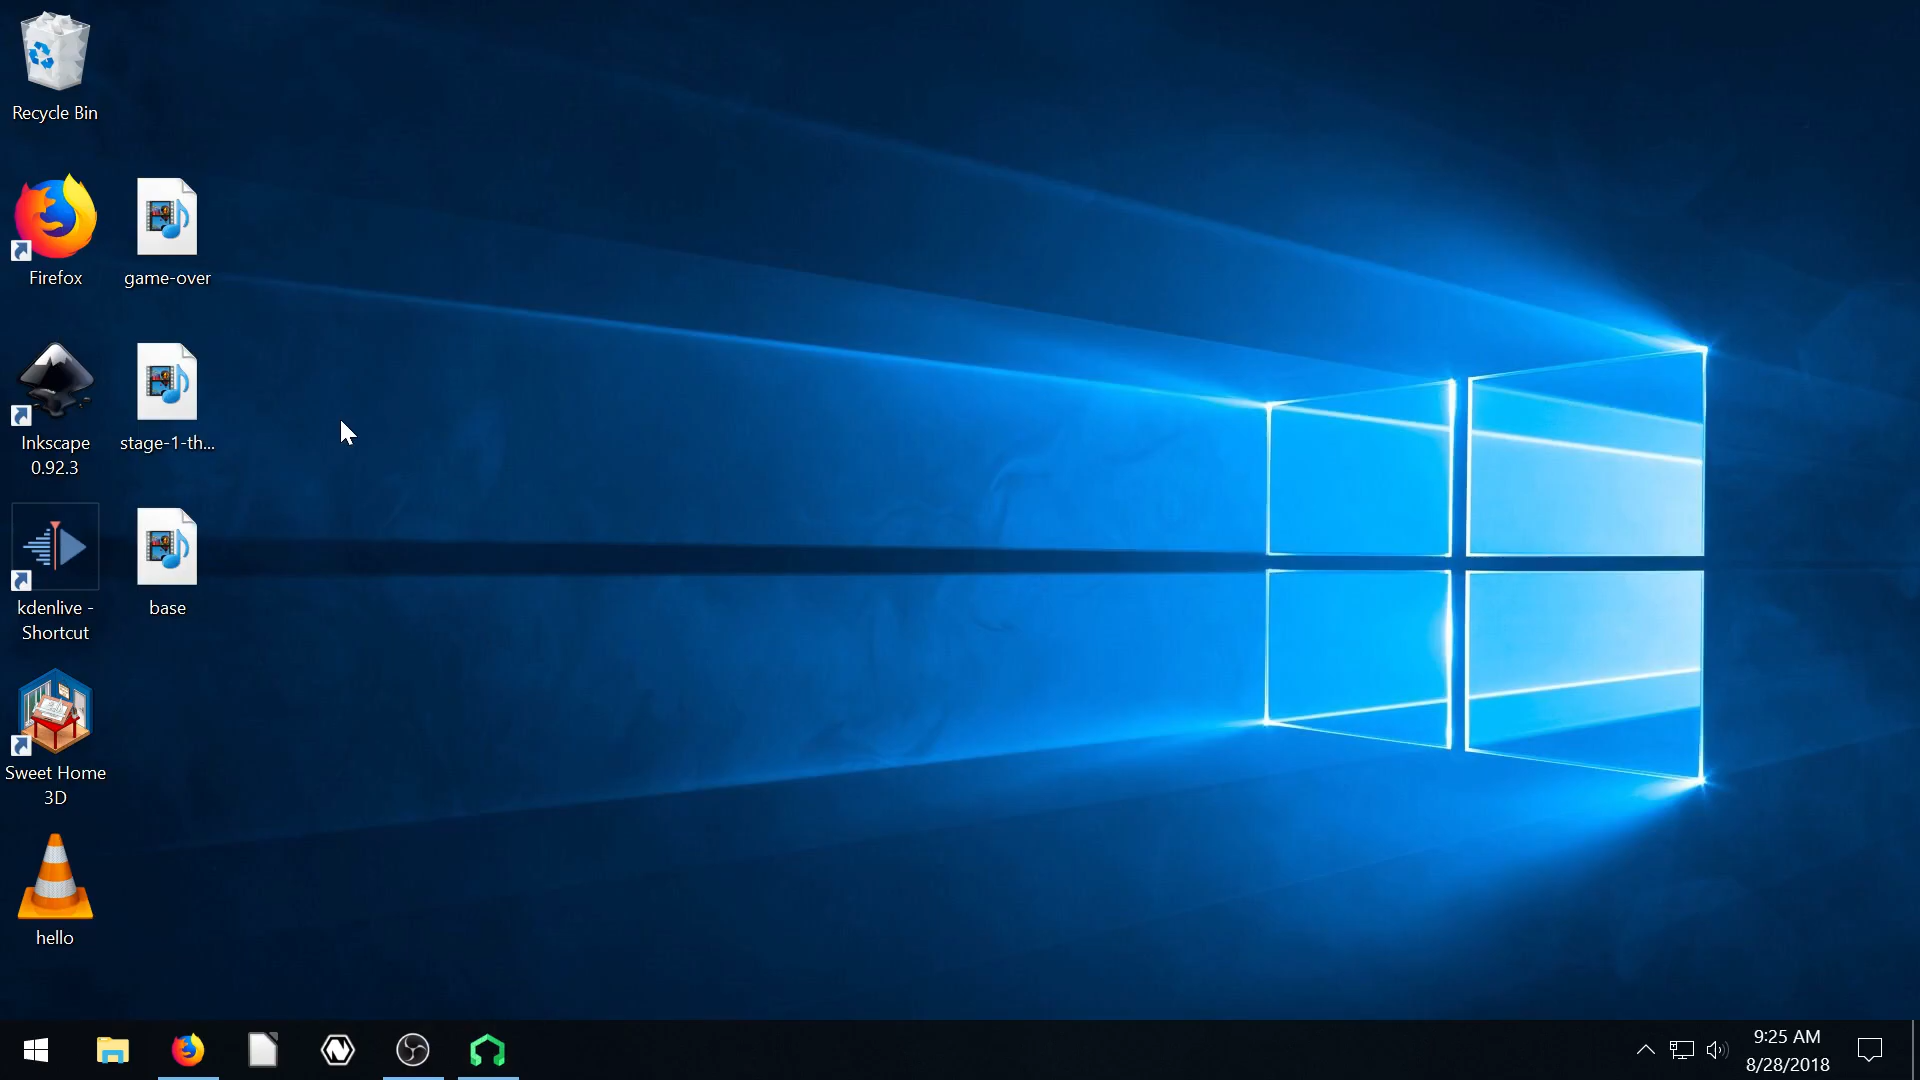 Recycle Bin
Firefox
game-over
Inkscape
0.92.3
stage-1-th...
kdenlive -
Shortcut
base
Sweet Home
3D
hello
9:25 AM
8/28/2018